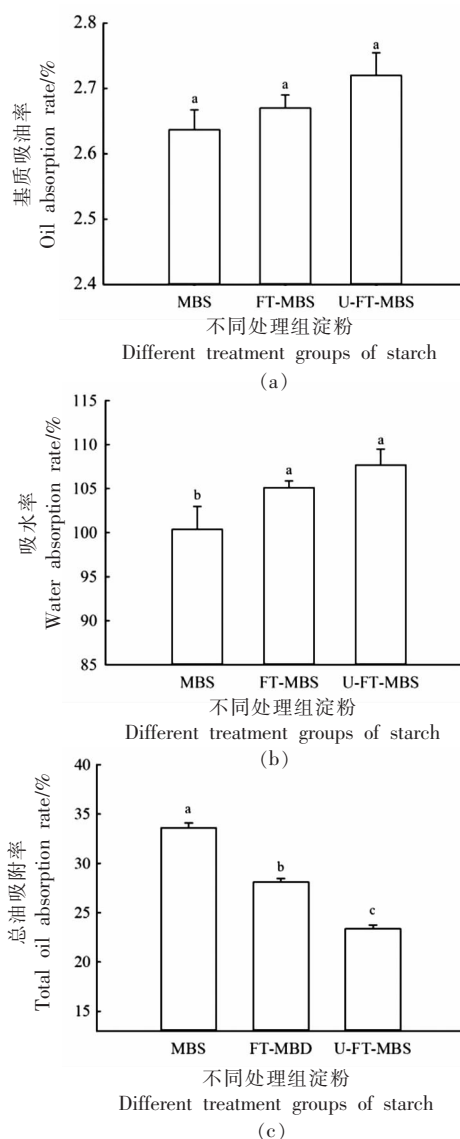 2.8
2.7
2.6
2.5
2.4
基质吸油率
Oil absorption rate/%
a
a
a
MBS FT-MBS U-FT-MBS
不同处理组淀粉
Different treatment groups of starch
(a)
115
110
105
100
95
90
85
吸水率
Water absorption rate/%
b
a
a
MBS FT-MBS U-FT-MBS
不同处理组淀粉
Different treatment groups of starch
(b)
40
35
30
25
20
15
总油吸附率
Total oil absorption rate/%
a
b
c
MBS FT-MBD U-FT-MBS
不同处理组淀粉
Different treatment groups of starch
(c)